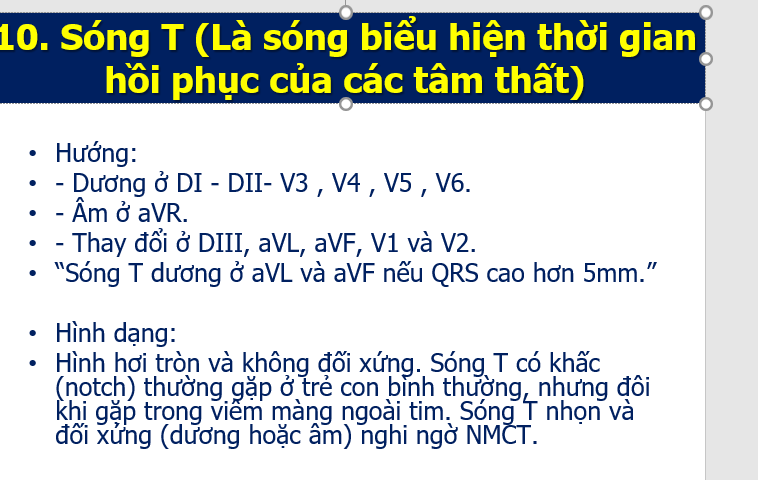 10. Sóng T (Là sóng biểu hiện thời gian
hồi phục của các tâm thất)
• Hướng:
• - Dương ở DI - DII- V3 , V4 , V5 , V6.
• - Âm ở aVR.
• - Thay đổi ở DIII, aVL, aVF, V1 và V2.
• “Sóng T dương ở aVL và aVF nếu QRS cao hơn 5mm.”
• Hình dạng:
• Hình hơi tròn và không đối xứng. Sóng T có khấc
(notch) thường gặp ở trẻ con bình thường, nhưng đôi
khi gặp trong viêm màng ngoài tim. Sóng T nhọn và
đối xứng (dương hoặc âm) nghi ngờ NMCT.